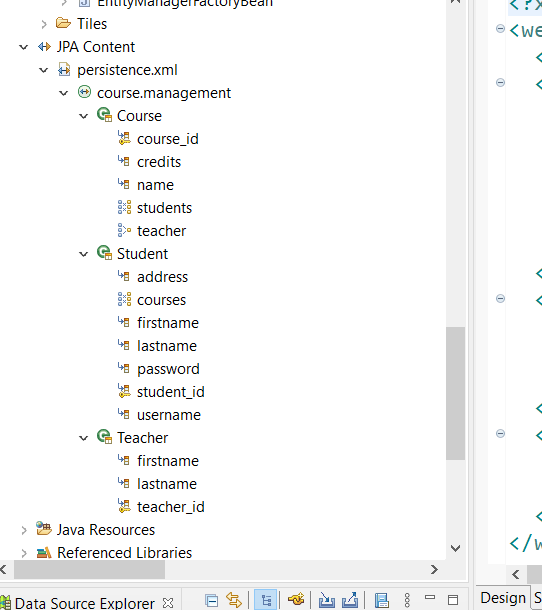 EntityManagerFactoryBean
Tiles
JPA Content
persistence.xml
course.management
Course
course_id
credits
name
students
teacher
Student
address
courses
firstname
lastname
password
student_id
username
Teacher
firstname
lastname
teacher_id
Java Resources
Referenced Libraries
Data Source Explorer
<?x
<we
<
<
<
<
<
<
<
</w
Design
S